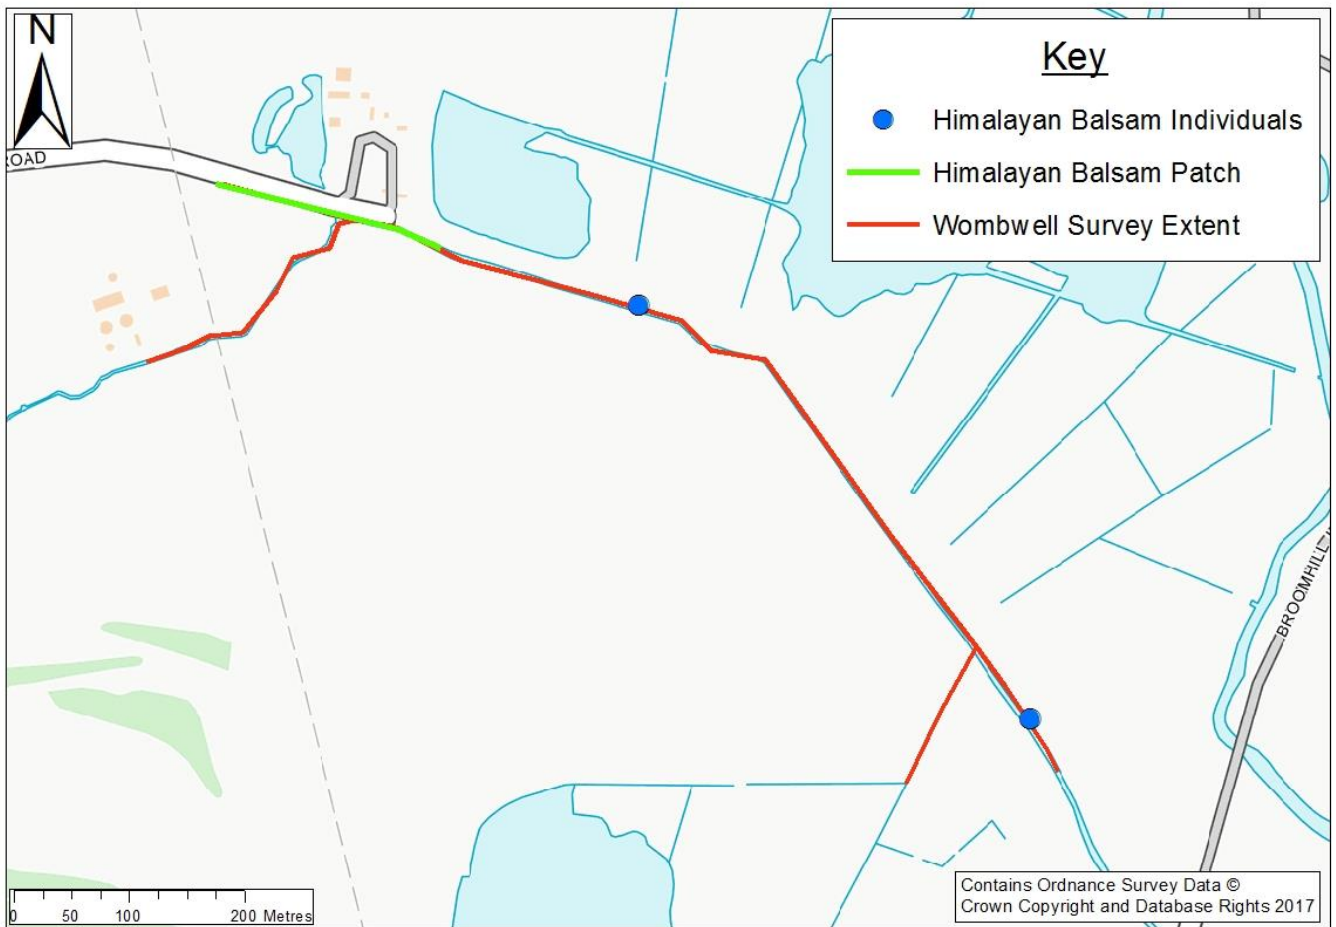 N
Key
Himalayan Balsam Individuals
Himalayan Balsam Patch
Wombwell Survey Extent
ROAD
BROOMHILL
0 50 100 200 Metres
Contains Ordnance Survey Data ©
Crown Copyright and Database Rights 2017